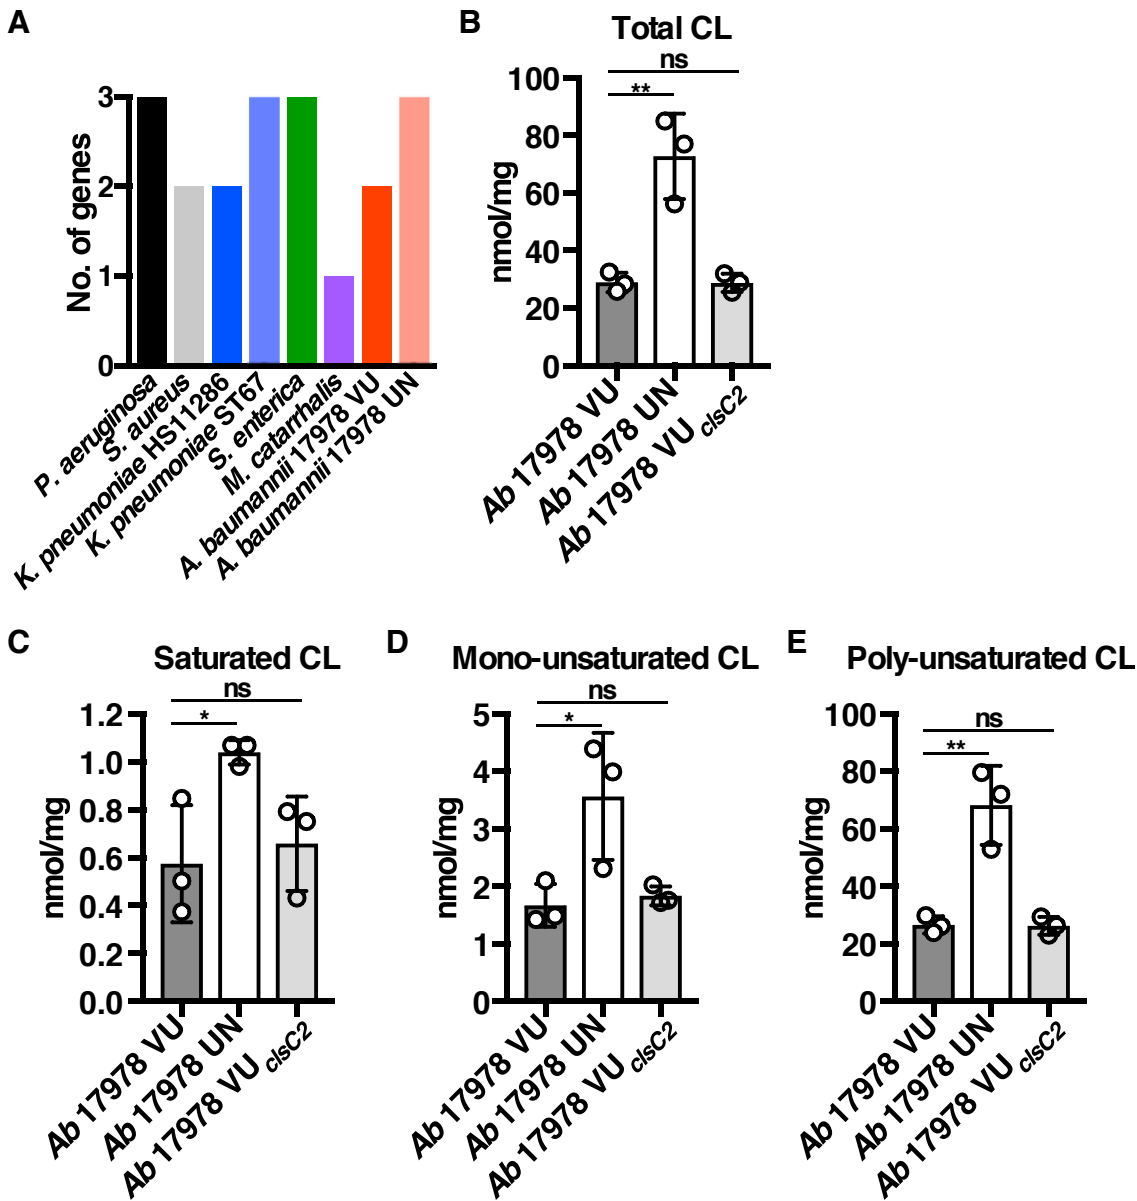 A
No. of genes
3
2
1
0
P. aeruginosa
S. aureus
K. pneumoniae HS11286
K. pneumoniae ST67
S. enterica
M. catarrhalis
A. baumannii 17978 VU
A. baumannii 17978 UN
B
Total CL
ns
**
nmol/mg
100
80
60
40
20
0
Ab 17978 VU
Ab 17978 UN
Ab 17978 VU clsC2
C
Saturated CL
ns
*
nmol/mg
1.2
1.0
0.8
0.6
0.4
0.2
0.0
Ab 17978 VU
Ab 17978 UN
Ab 17978 VU clsC2
D
Mono-unsaturated CL
ns
*
nmol/mg
5
4
3
2
1
0
Ab 17978 VU
Ab 17978 UN
Ab 17978 VU clsC2
E
Poly-unsaturated CL
ns
**
nmol/mg
100
80
60
40
20
0
Ab 17978 VU
Ab 17978 UN
Ab 17978 VU clsC2